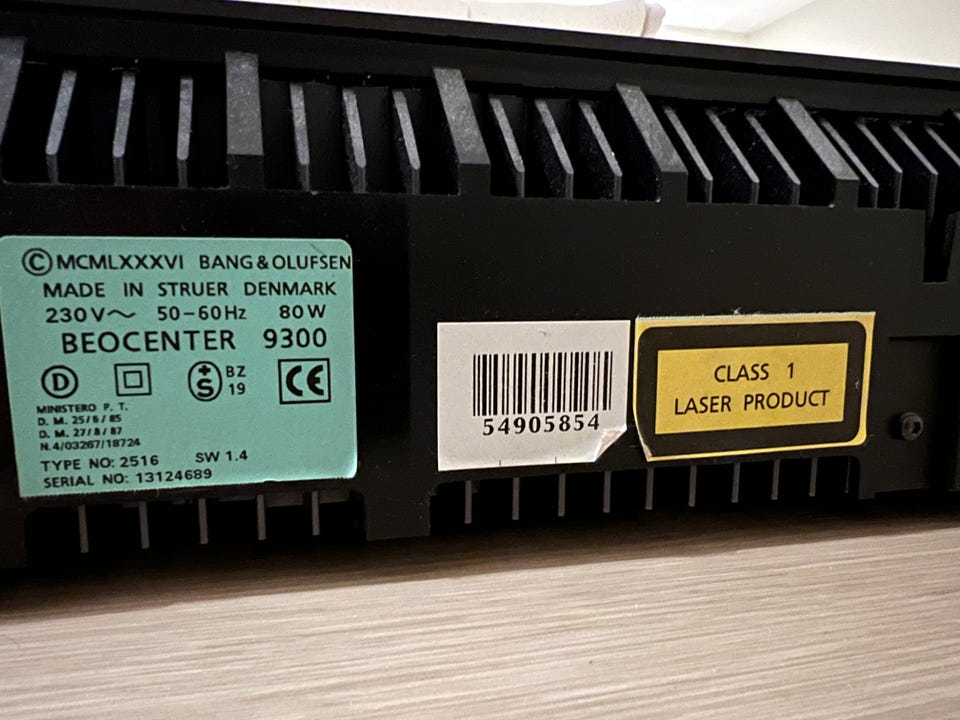 ©MCMLXXXVI BANG & OLUFSEN
MADE IN STRUER DENMARK
230V~ 50-60Hz 80W
BEOCENTER 9300
D + S BZ 19 CE
MINISTERO P. T.
D. M. 25/6/85
D. M. 27/8/87
N.4/03267/18724
TYPE NO: 2516 SW 1.4
SERIAL NO: 13124689
54905854
CLASS 1
LASER PRODUCT